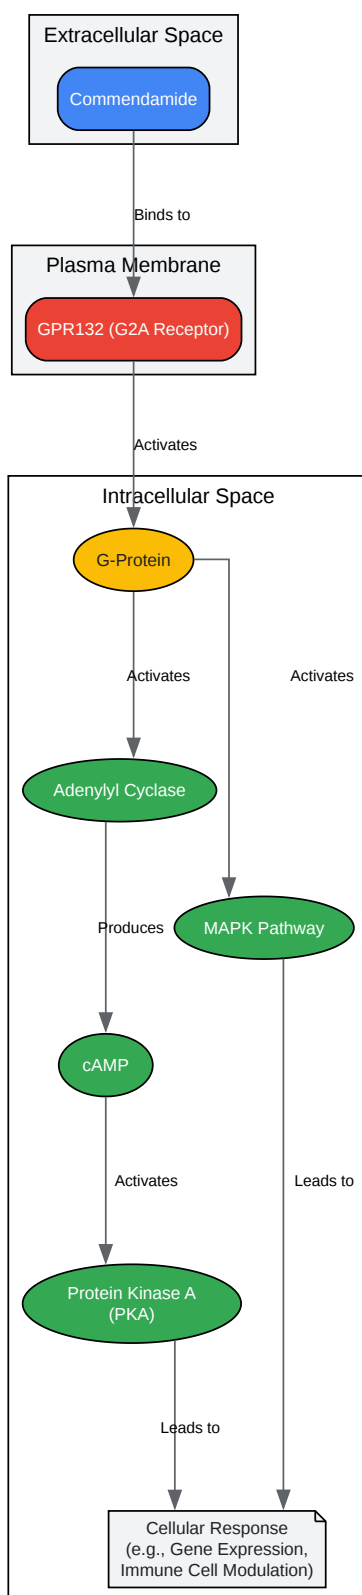 Extracellular Space
Commendamide
Binds to
Plasma Membrane
GPR132 (G2A Receptor)
Activates
Intracellular Space
G-Protein
Activates
Activates
Adenylyl Cyclase
Produces
MAPK Pathway
cAMP
Activates
Leads to
Protein Kinase A
(PKA)
Leads to
Cellular Response
(e.g., Gene Expression,
Immune Cell Modulation)